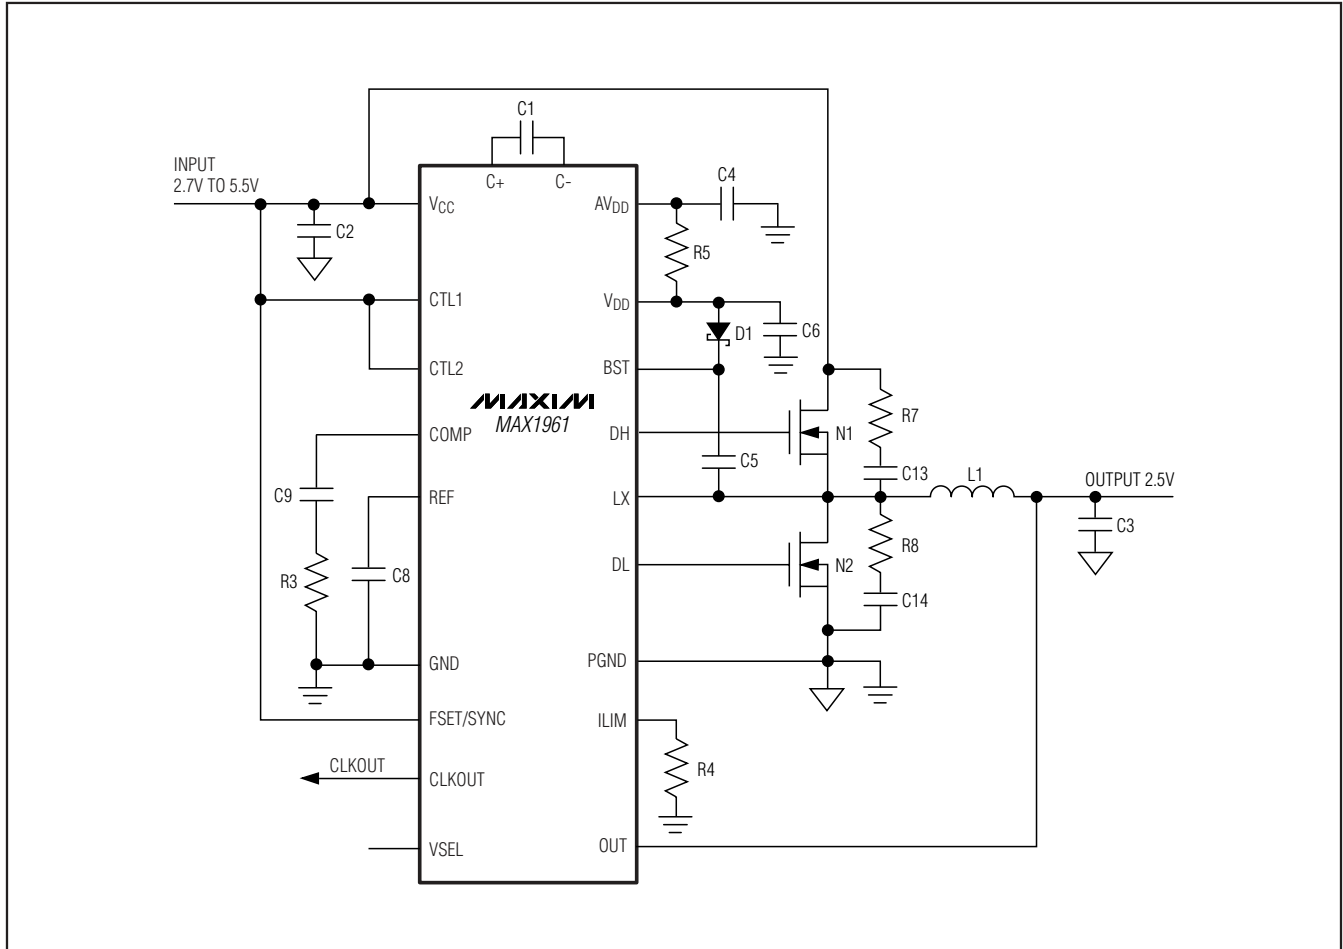 C1
INPUT
2.7V TO 5.5V
C+ C-
C4
VCC
AVDD
C2
R5
CTL1
VDD
D1
C6
CTL2
BST
MAXIM
MAX1961
R7
COMP
DH
N1
C5
C13
L1
C9
REF
LX
OUTPUT 2.5V
C3
R8
R3
C8
DL
N2
C14
GND
PGND
FSET/SYNC
ILIM
CLKOUT
CLKOUT
R4
VSEL
OUT